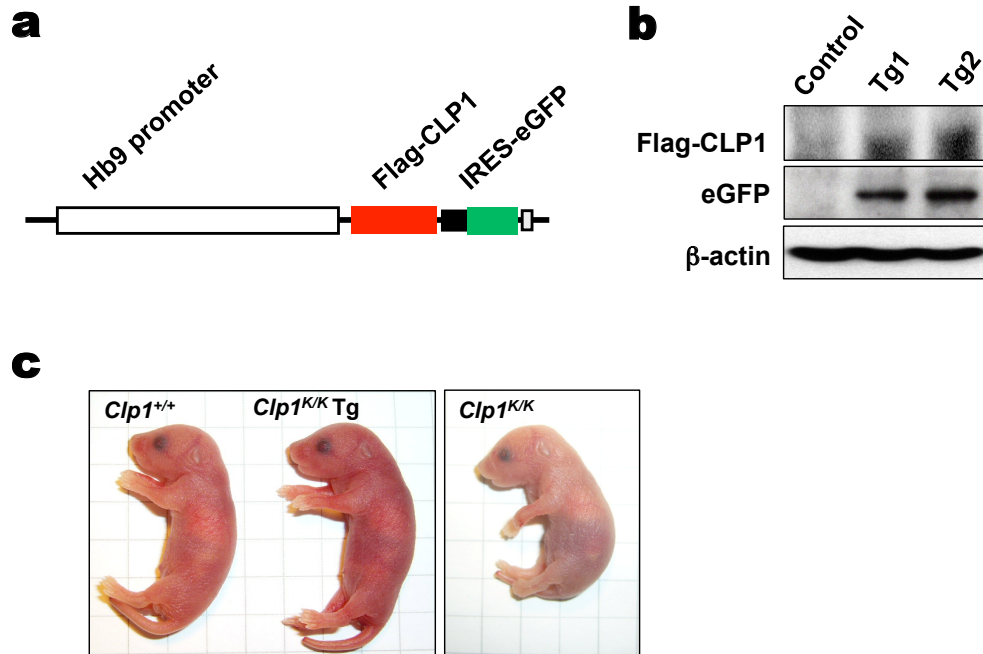 a
Hb9 promoter
Flag-CLP1
IRES-eGFP
b
Control
Tg1
Tg2
Flag-CLP1
eGFP
β-actin
c
Clp1+/+
Clp1K/K Tg
Clp1K/K